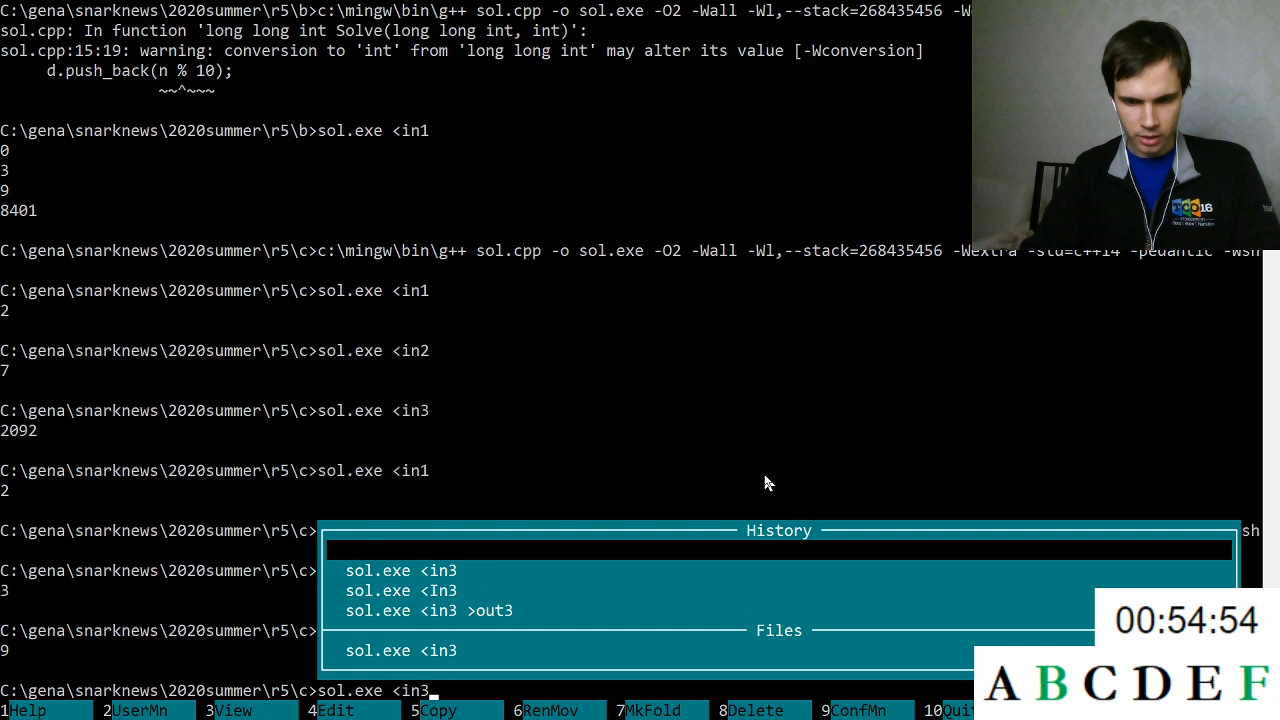 C:\gena\snarknews\2020summer\r5\b>c:\mingw\bin\g++ sol.cpp -o sol.exe -O2 -Wall -Wl,--stack=268435456 -W
sol.cpp: In function 'long long int Solve(long long int, int)':
sol.cpp:15:19: warning: conversion to 'int' from 'long long int' may alter its value [-Wconversion]
d.push_back(n % 10);
~~^~~~
C:\gena\snarknews\2020summer\r5\b>sol.exe <in1
0
3
9
8401
C:\gena\snarknews\2020summer\r5\c>c:\mingw\bin\g++ sol.cpp -o sol.exe -O2 -Wall -Wl,--stack=268435456 -Wextra -std=c++14 -pedantic -Wsh
C:\gena\snarknews\2020summer\r5\c>sol.exe <in1
2
C:\gena\snarknews\2020summer\r5\c>sol.exe <in2
7
C:\gena\snarknews\2020summer\r5\c>sol.exe <in3
2092
C:\gena\snarknews\2020summer\r5\c>sol.exe <in1
2
C:\gena\snarknews\2020summer\r5\c>
History
sh
C:\gena\snarknews\2020summer\r5\c>
sol.exe <in3
3
sol.exe <In3
sol.exe <in3 >out3
C:\gena\snarknews\2020summer\r5\c>
Files
9
sol.exe <in3
C:\gena\snarknews\2020summer\r5\c>sol.exe <in3
1Help 2UserMn 3View 4Edit 5Copy 6RenMov 7MkFold 8Delete 9ConfMn 10Qui
00:54:54
A B C D E F
16